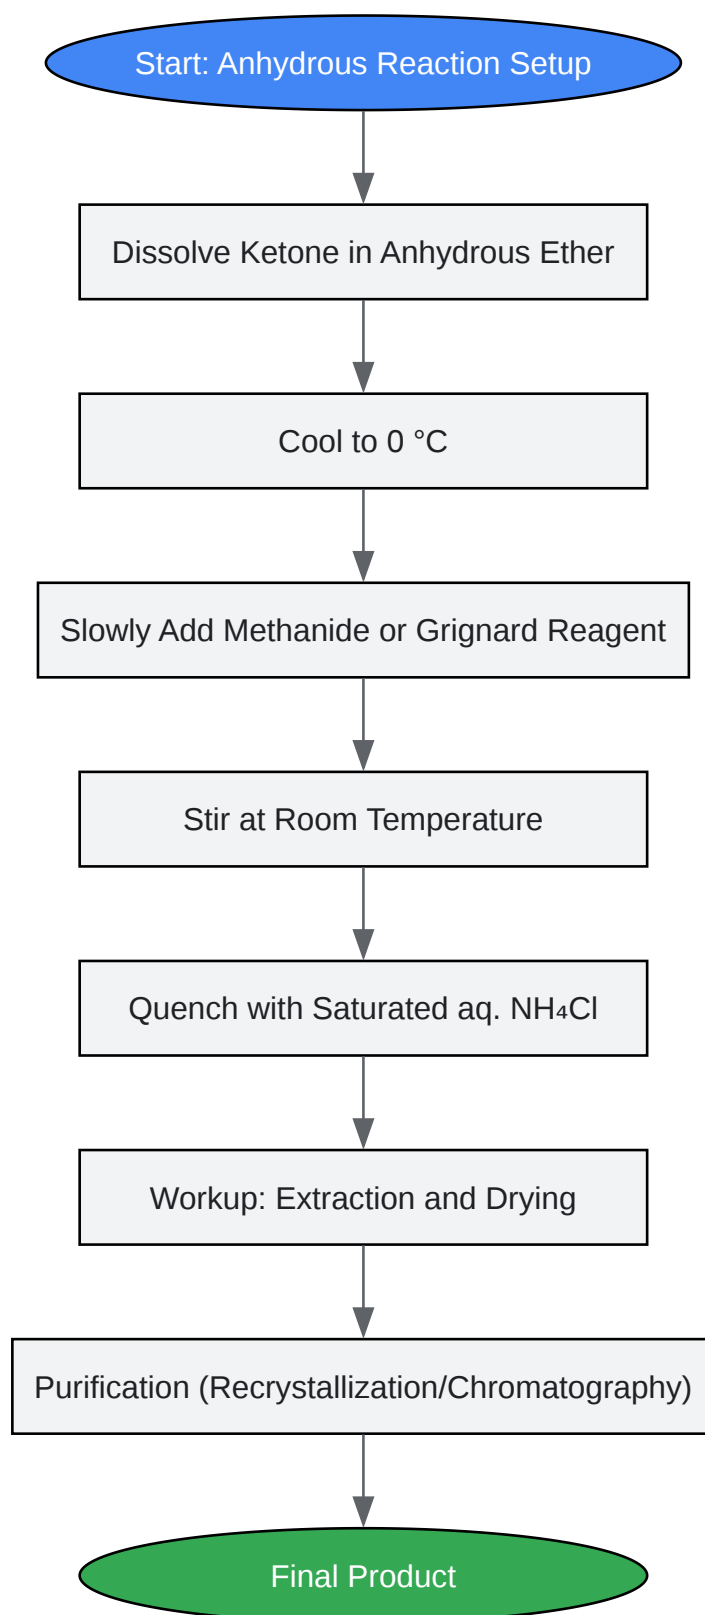 Start: Anhydrous Reaction Setup
Dissolve Ketone in Anhydrous Ether
Cool to 0 °C
Slowly Add Methanide or Grignard Reagent
Stir at Room Temperature
Quench with Saturated aq. NH₄Cl
Workup: Extraction and Drying
Purification (Recrystallization/Chromatography)
Final Product